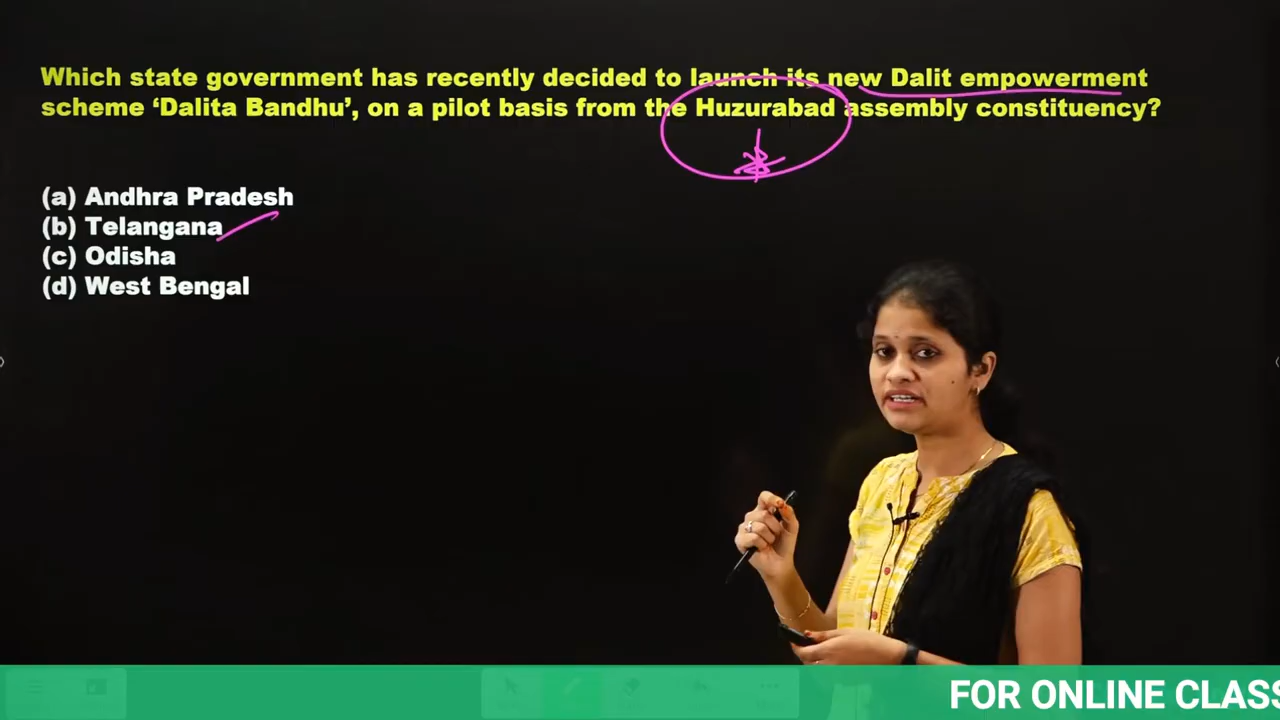 Which state government has recently decided to launch its new Dalit empowerment
scheme ‘Dalita Bandhu’, on a pilot basis from the Huzurabad assembly constituency?
(a) Andhra Pradesh
(b) Telangana
(c) Odisha
(d) West Bengal
FOR ONLINE CLASS